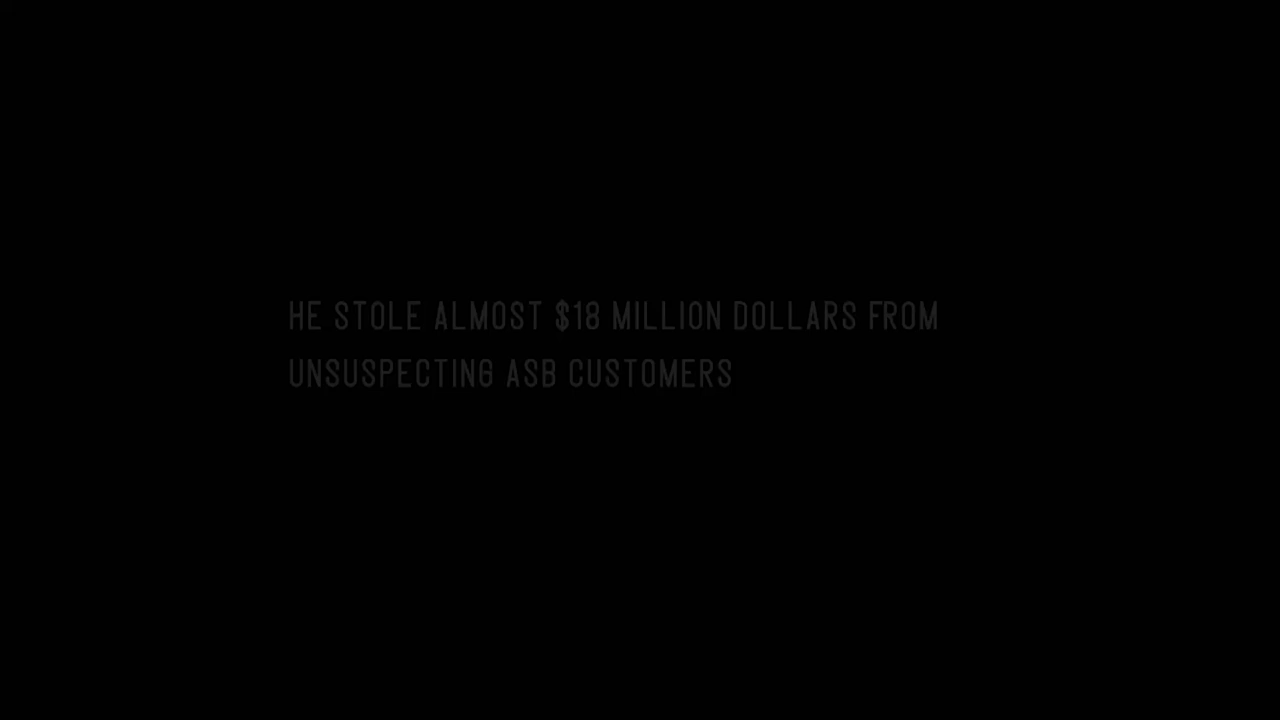 HE STOLE ALMOST $18 MILLION DOLLARS FROM
UNSUSPECTING ASB CUSTOMERS